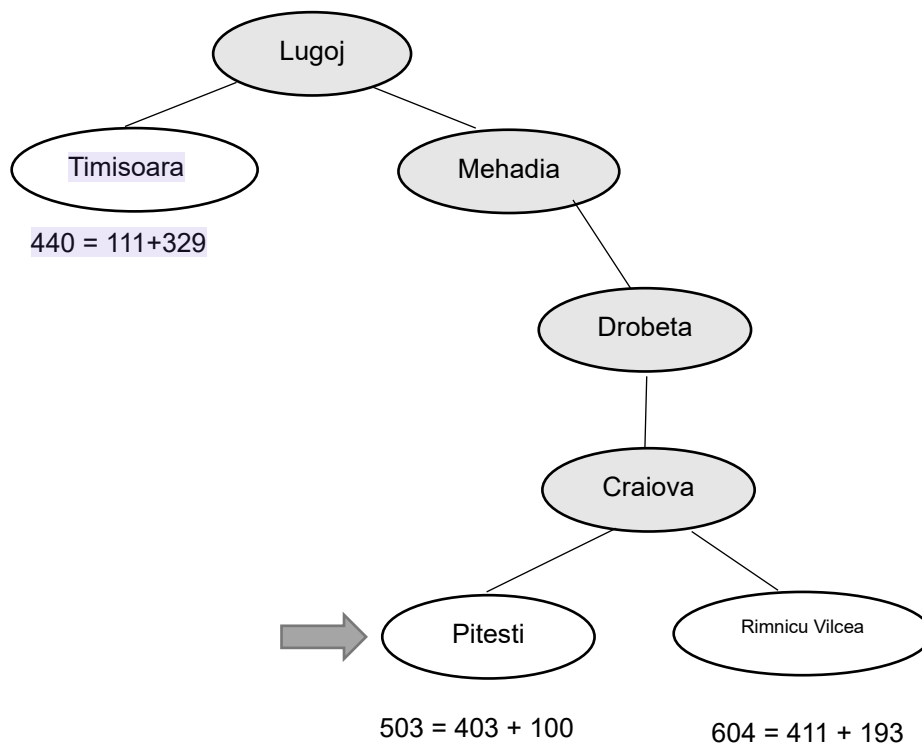 Lugoj
Timisoara
Mehadia
440 = 111+329
Drobeta
Craiova
Pitesti
Rimnicu Vilcea
503 = 403 + 100
604 = 411 + 193